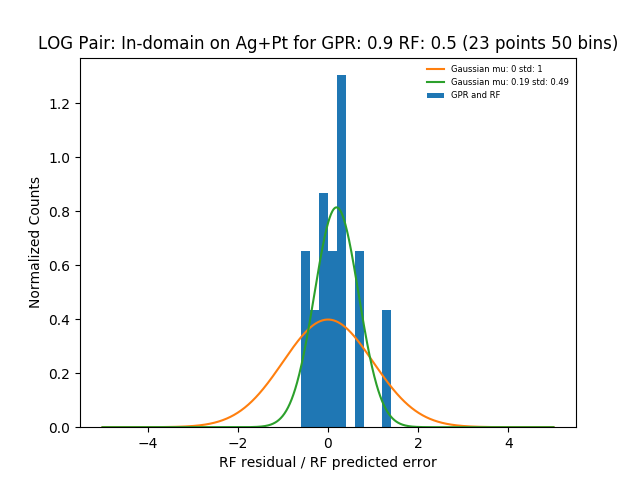 LOG Pair: In-domain on Ag+Pt for GPR: 0.9 RF: 0.5 (23 points 50 bins)
Gaussian mu: 0 std: 1
Gaussian mu: 0.19 std: 0.49
GPR and RF
Normalized Counts
1.2
1.0
0.8
0.6
0.4
0.2
0.0
−4 −2 0 2 4
RF residual / RF predicted error